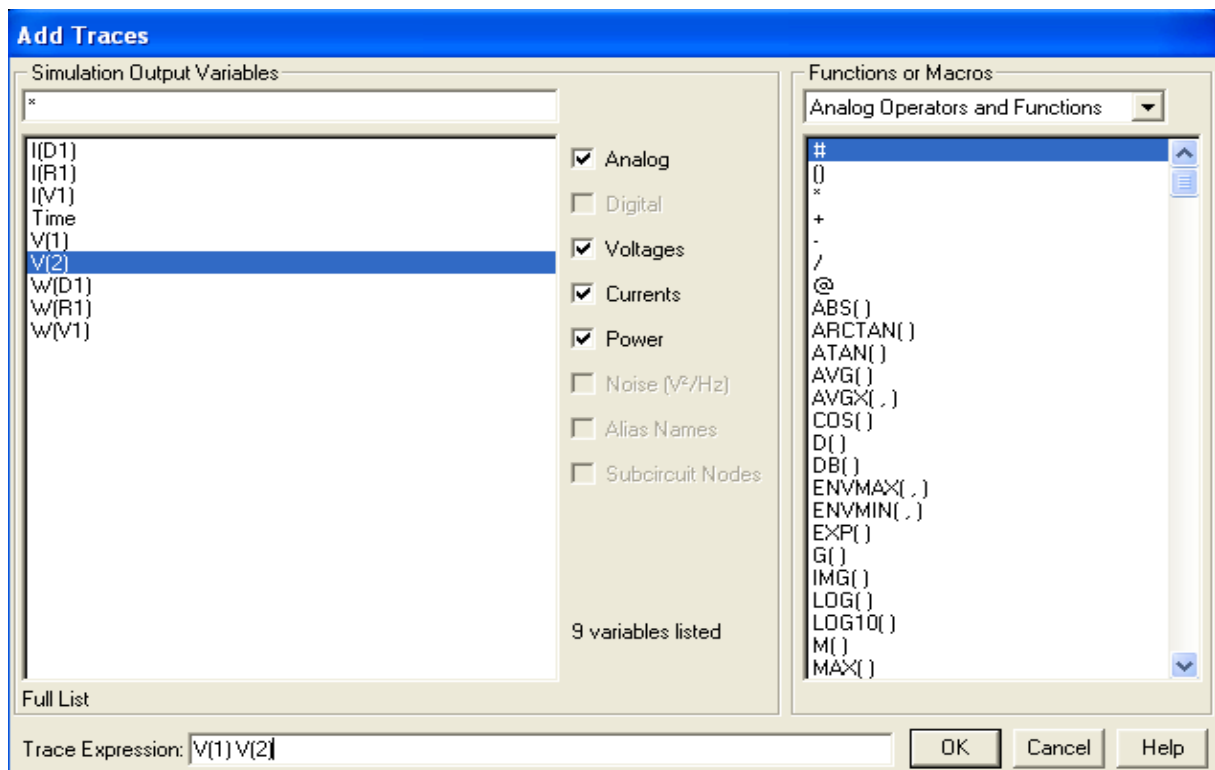 Add Traces
Simulation Output Variables
*
I(D1)
I(R1)
I(V1)
Time
V(1)
V(2)
W(D1)
W(R1)
W(V1)
Full List
Analog
Digital
Voltages
Currents
Power
Noise (V²/Hz)
Alias Names
Subcircuit Nodes
9 variables listed
Functions or Macros
Analog Operators and Functions
#
()
*
+
-
/
@
ABS( )
ARCTAN( )
ATAN( )
AVG( )
AVGX( , )
COS( )
D( )
DB( )
ENVMAX( , )
ENVMIN( , )
EXP( )
G( )
IMG( )
LOG( )
LOG10( )
M( )
MAX( )
Trace Expression: V(1) V(2)
OK
Cancel
Help